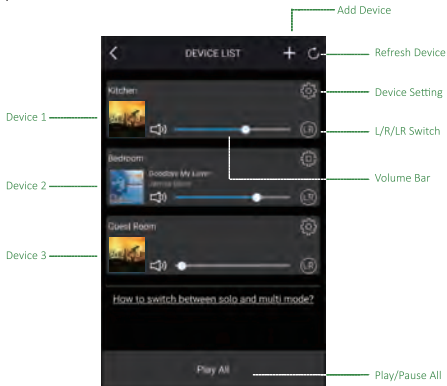 Add Device
DEVICE LIST
Refresh Device
Kitchen
Device Setting
Device 1
L/R/LR Switch
LR
Bedroom
Volume Bar
Goodbye My Lover
Device 2
LR
Guest Room
Device 3
LR
How to switch between solo and multi mode?
Play All
Play/Pause All